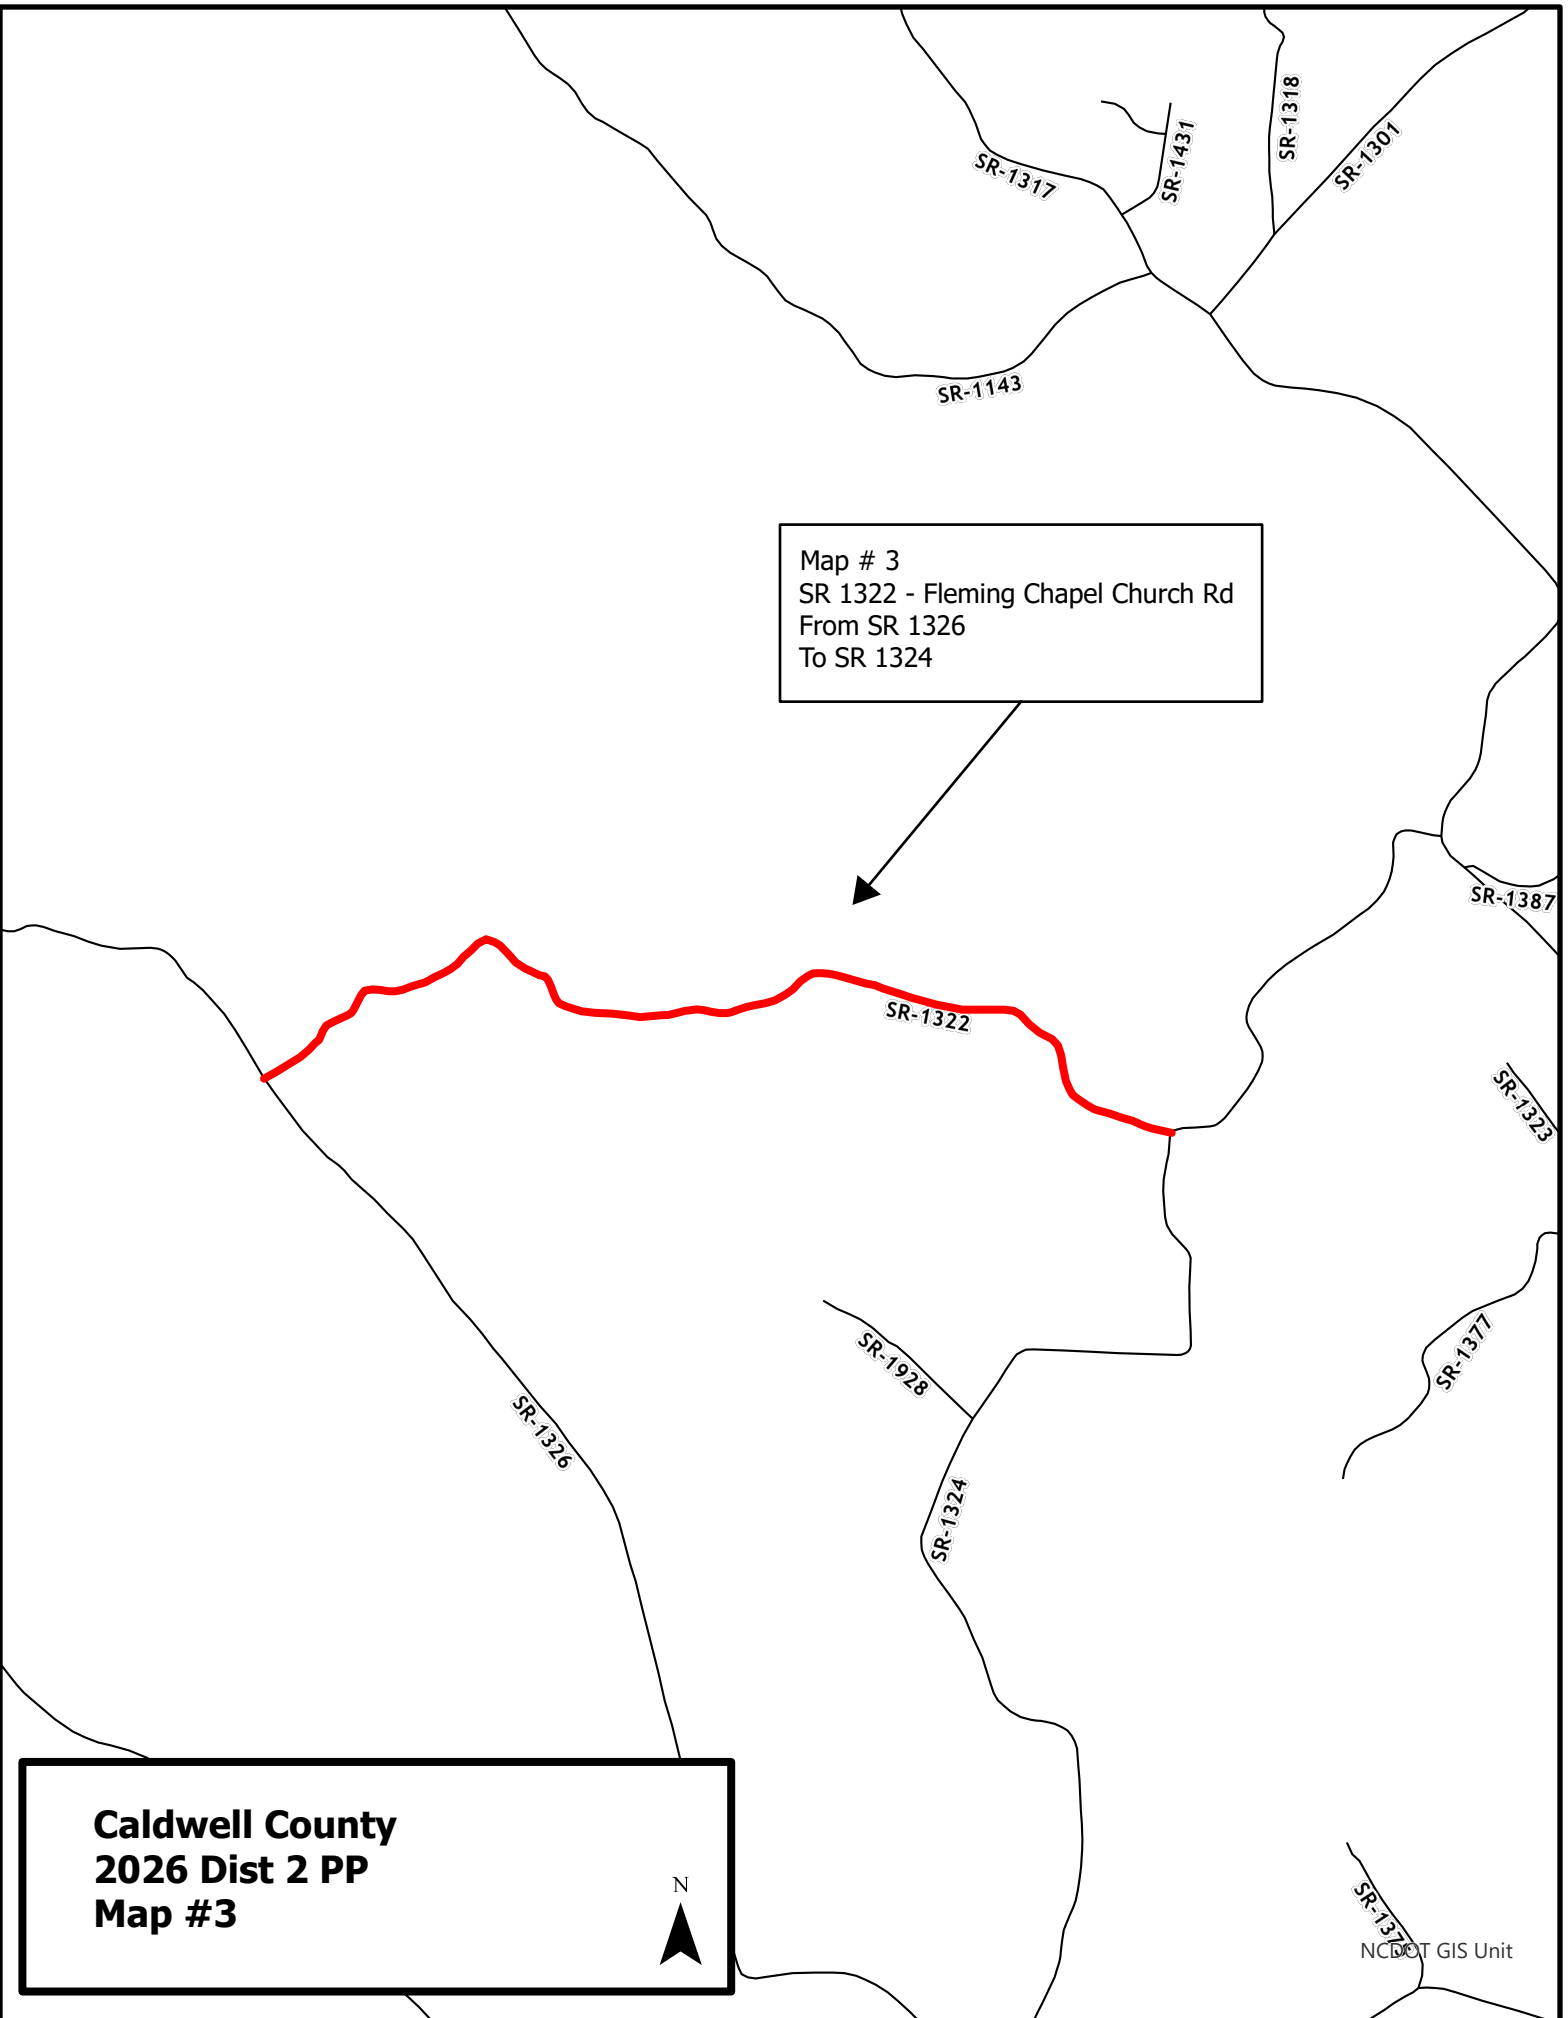 SR-1318
SR-1431
SR-1301
SR-1317
SR-1143
Map # 3
SR 1322 - Fleming Chapel Church Rd
From SR 1326
To SR 1324
SR-1387
SR-1322
SR-1323
SR-1928
SR-1377
SR-1326
SR-1324
Caldwell County
2026 Dist 2 PP
Map #3
N
NCDOT GIS Unit